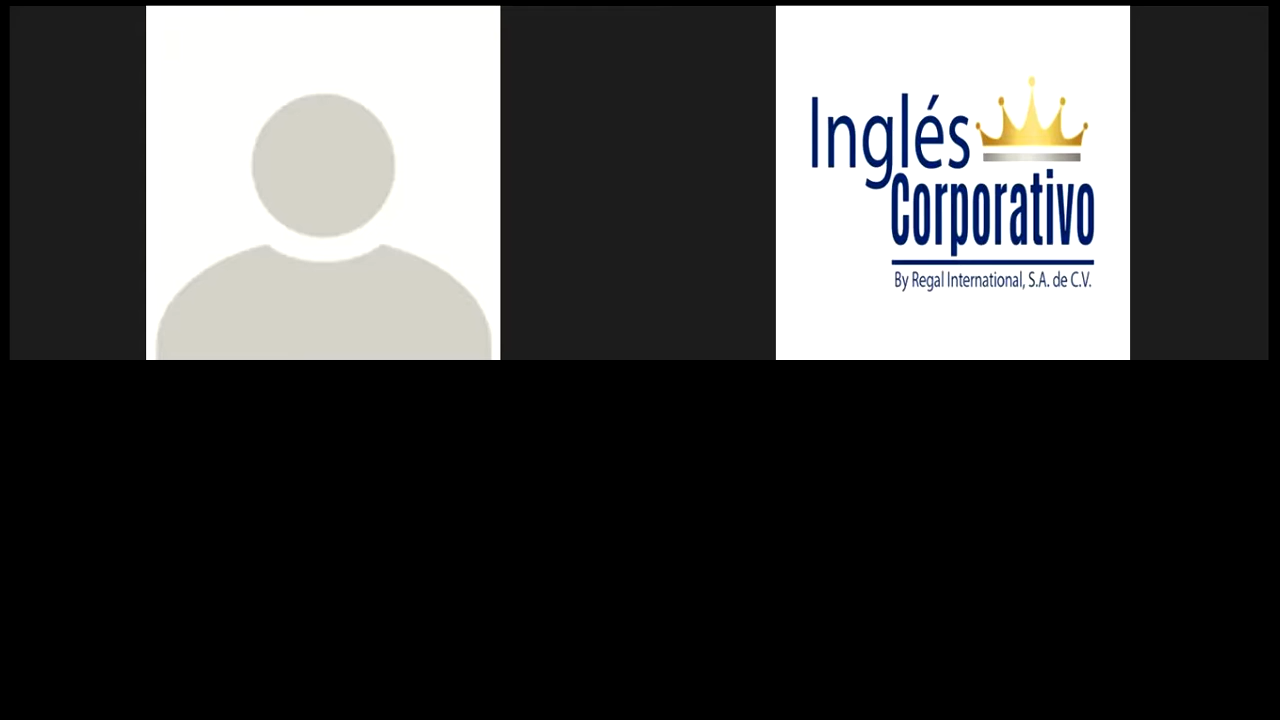 Inglés
Corporativo
By Regal International, S.A. de C.V.